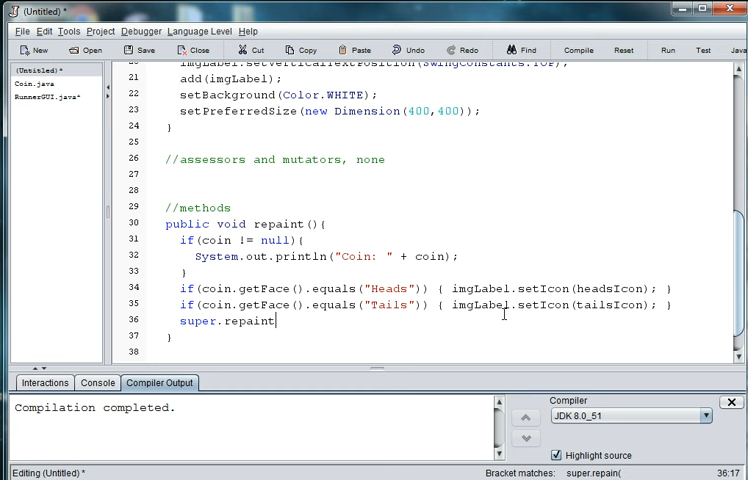 (Untitled) *
File Edit Tools Project Debugger Language Level Help
New Open Save Close Cut Copy Paste Undo Redo Find Compile Reset Run Test Java
(Untitled) *
Coin.java
RunnerGUI.java*
20 imgLabel.setVerticalTextPosition(SwingConstants.TOP);
21 add(imgLabel);
22 setBackground(Color.WHITE);
23 setPreferredSize(new Dimension(400,400));
24 }
25
26 //assessors and mutators, none
27
28
29 //methods
30 public void repaint(){
31 if(coin != null){
32 System.out.println("Coin: " + coin);
33 }
34 if(coin.getFace().equals("Heads")) { imgLabel.setIcon(headsIcon); }
35 if(coin.getFace().equals("Tails")) { imgLabel.setIcon(tailsIcon); }
36 super.repaint
37 }
38
Interactions Console Compiler Output
Compilation completed.
Compiler
JDK 8.0_51
Highlight source
Editing (Untitled) *
Bracket matches: super.repain(
36:17